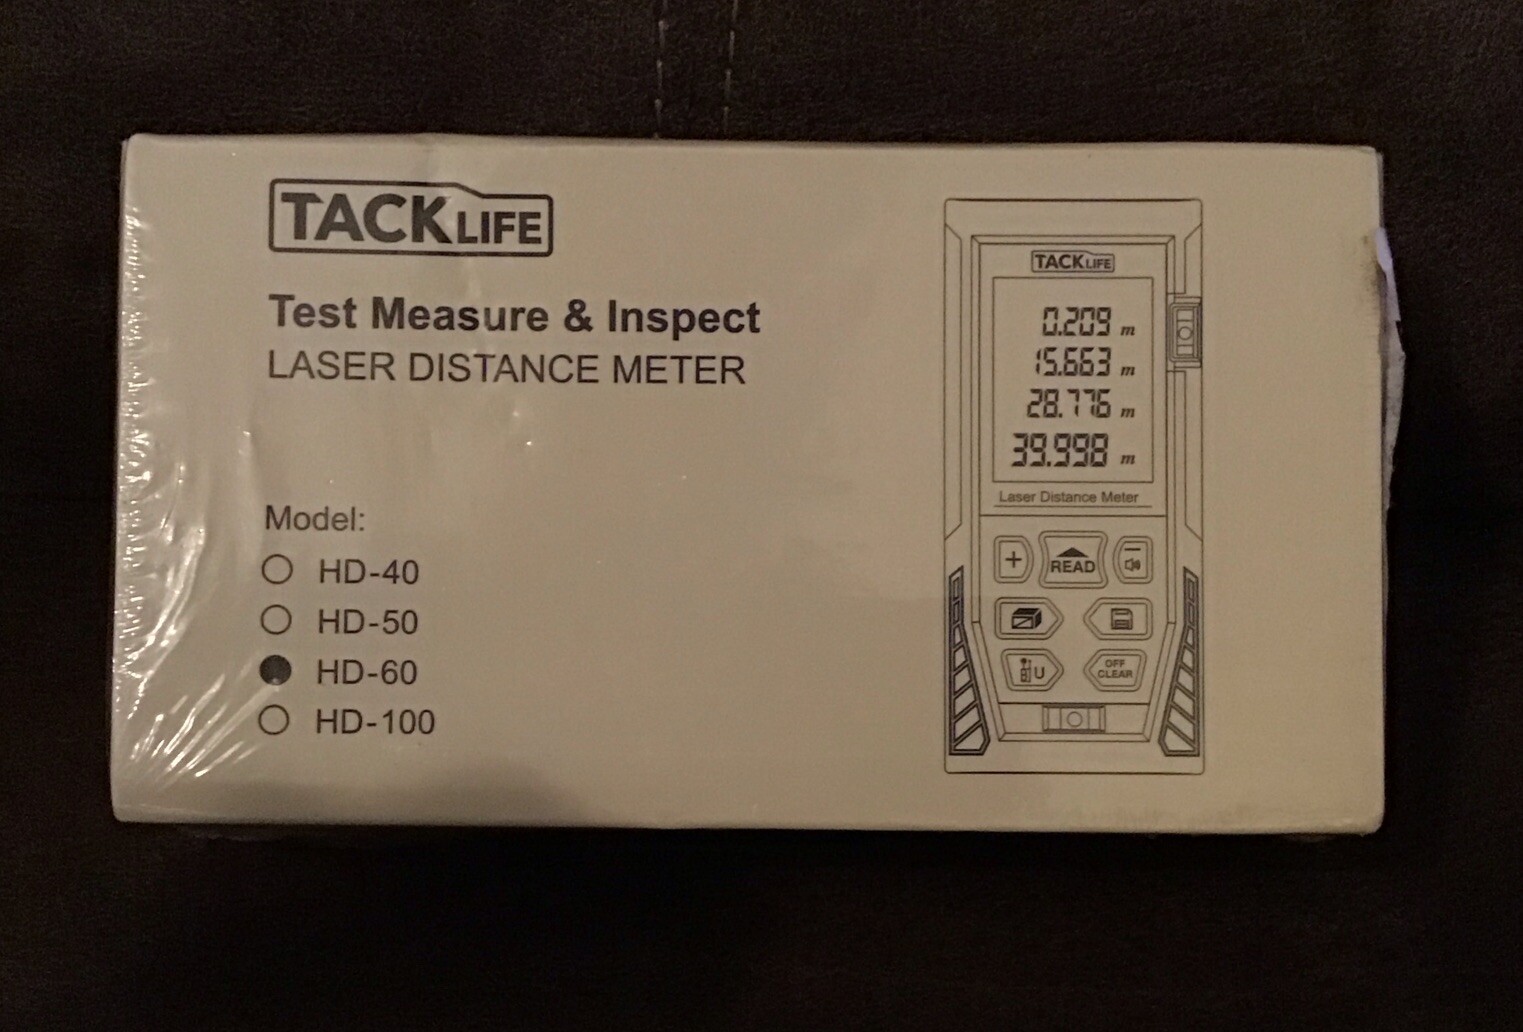 TACKLIFE
Test Measure & Inspect
LASER DISTANCE METER
Model:
HD-40
HD-50
HD-60
HD-100
TACKLIFE
0.209 m
15.663 m
28.776 m
39.998 m
Laser Distance Meter
+ READ −
U OFF
CLEAR